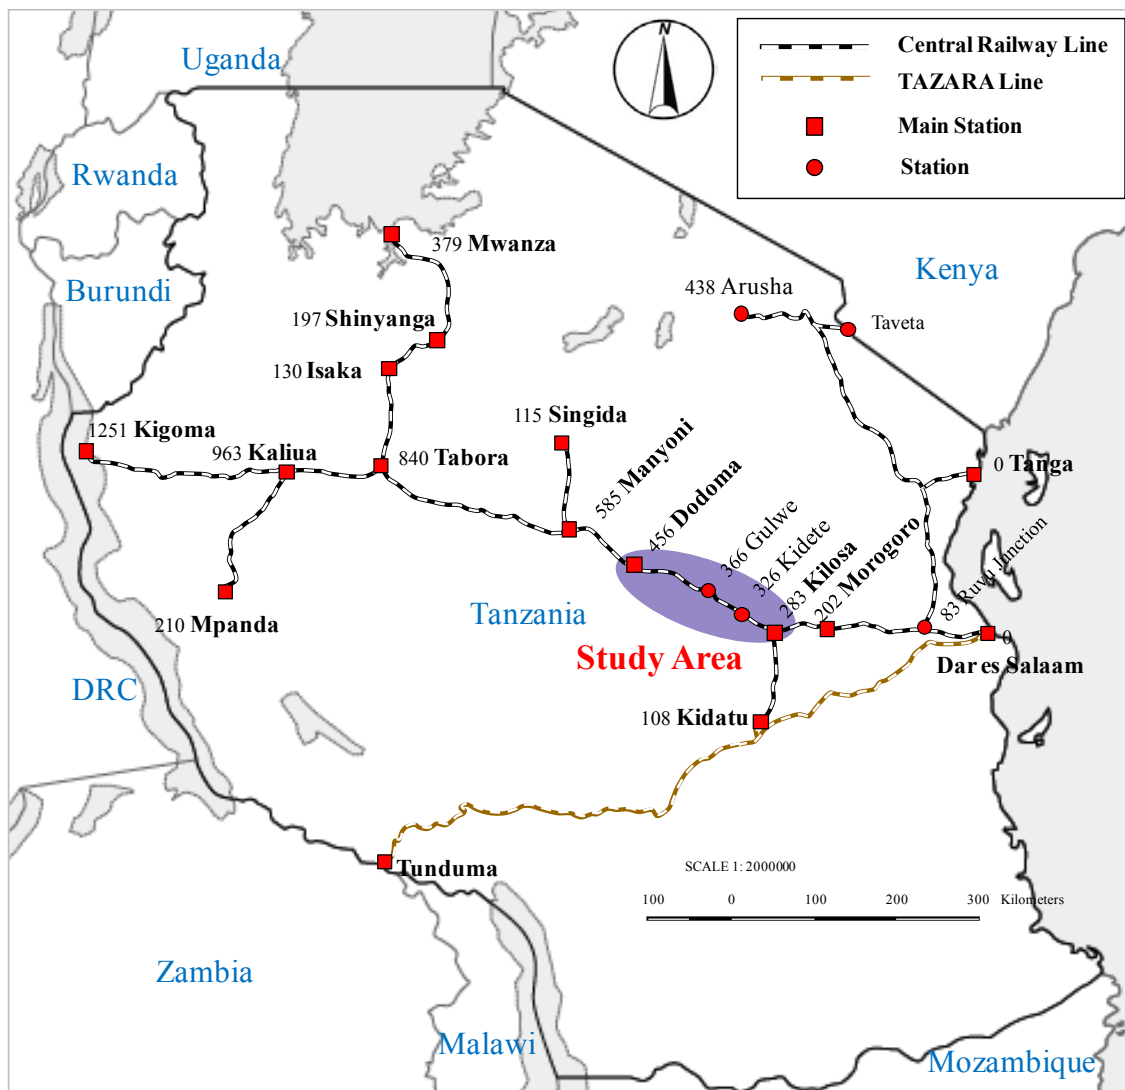 Uganda
N
Central Railway Line
TAZARA Line
Main Station
Station
Rwanda
379 Mwanza
Kenya
Burundi
438 Arusha
197 Shinyanga
Taveta
130 Isaka
115 Singida
1251 Kigoma
963 Kaliua
840 Tabora
585 Manyoni
456 Dodoma
366 Gulwe
326 Kidete
283 Kilosa
202 Morogoro
0 Tanga
83 Ruvu Junction
210 Mpanda
Tanzania
Study Area
0
Dar es Salaam
DRC
108 Kidatu
Tunduma
SCALE 1: 2000000
100 0 100 200 300 Kilometers
Zambia
Malawi
Mozambique